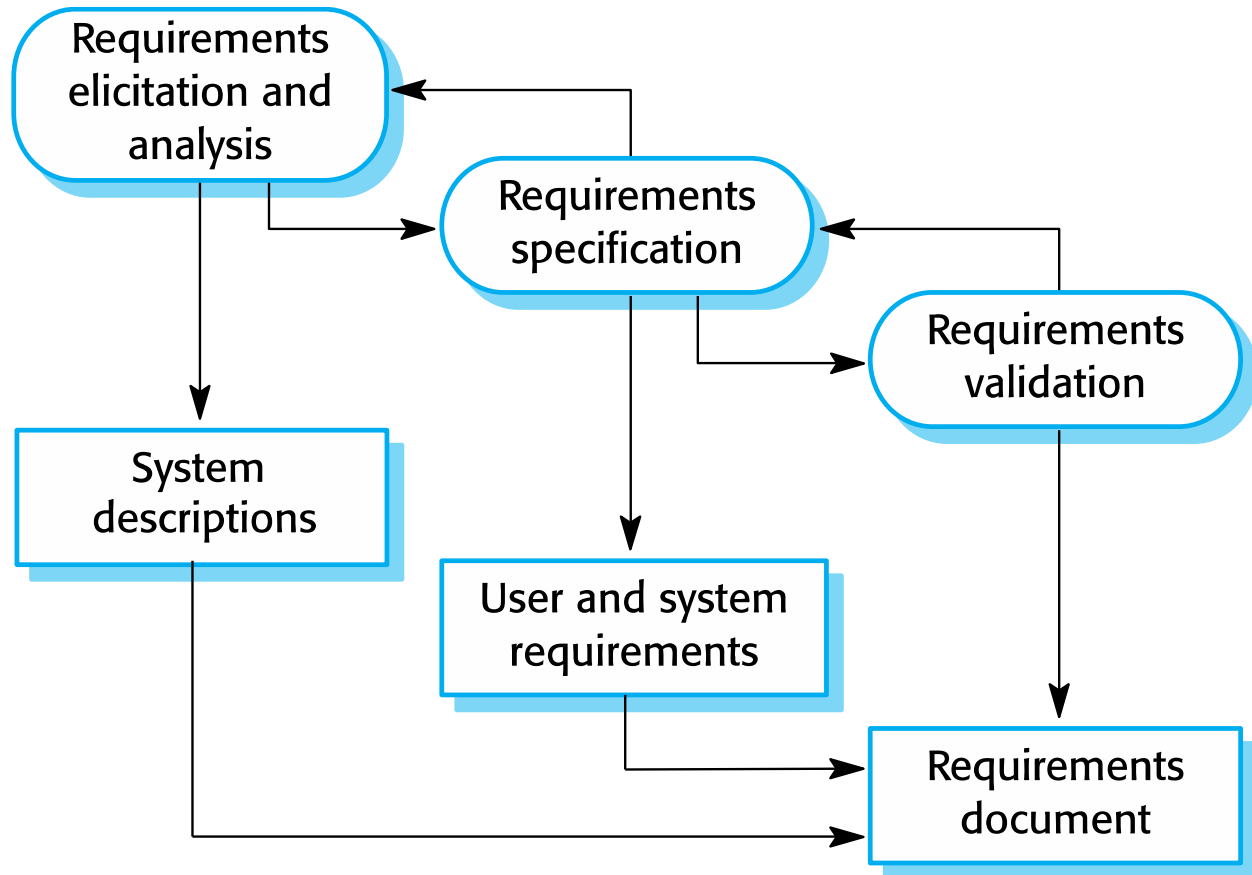 Requirements
elicitation and
analysis
Requirements
specification
Requirements
validation
System
descriptions
User and system
requirements
Requirements
document